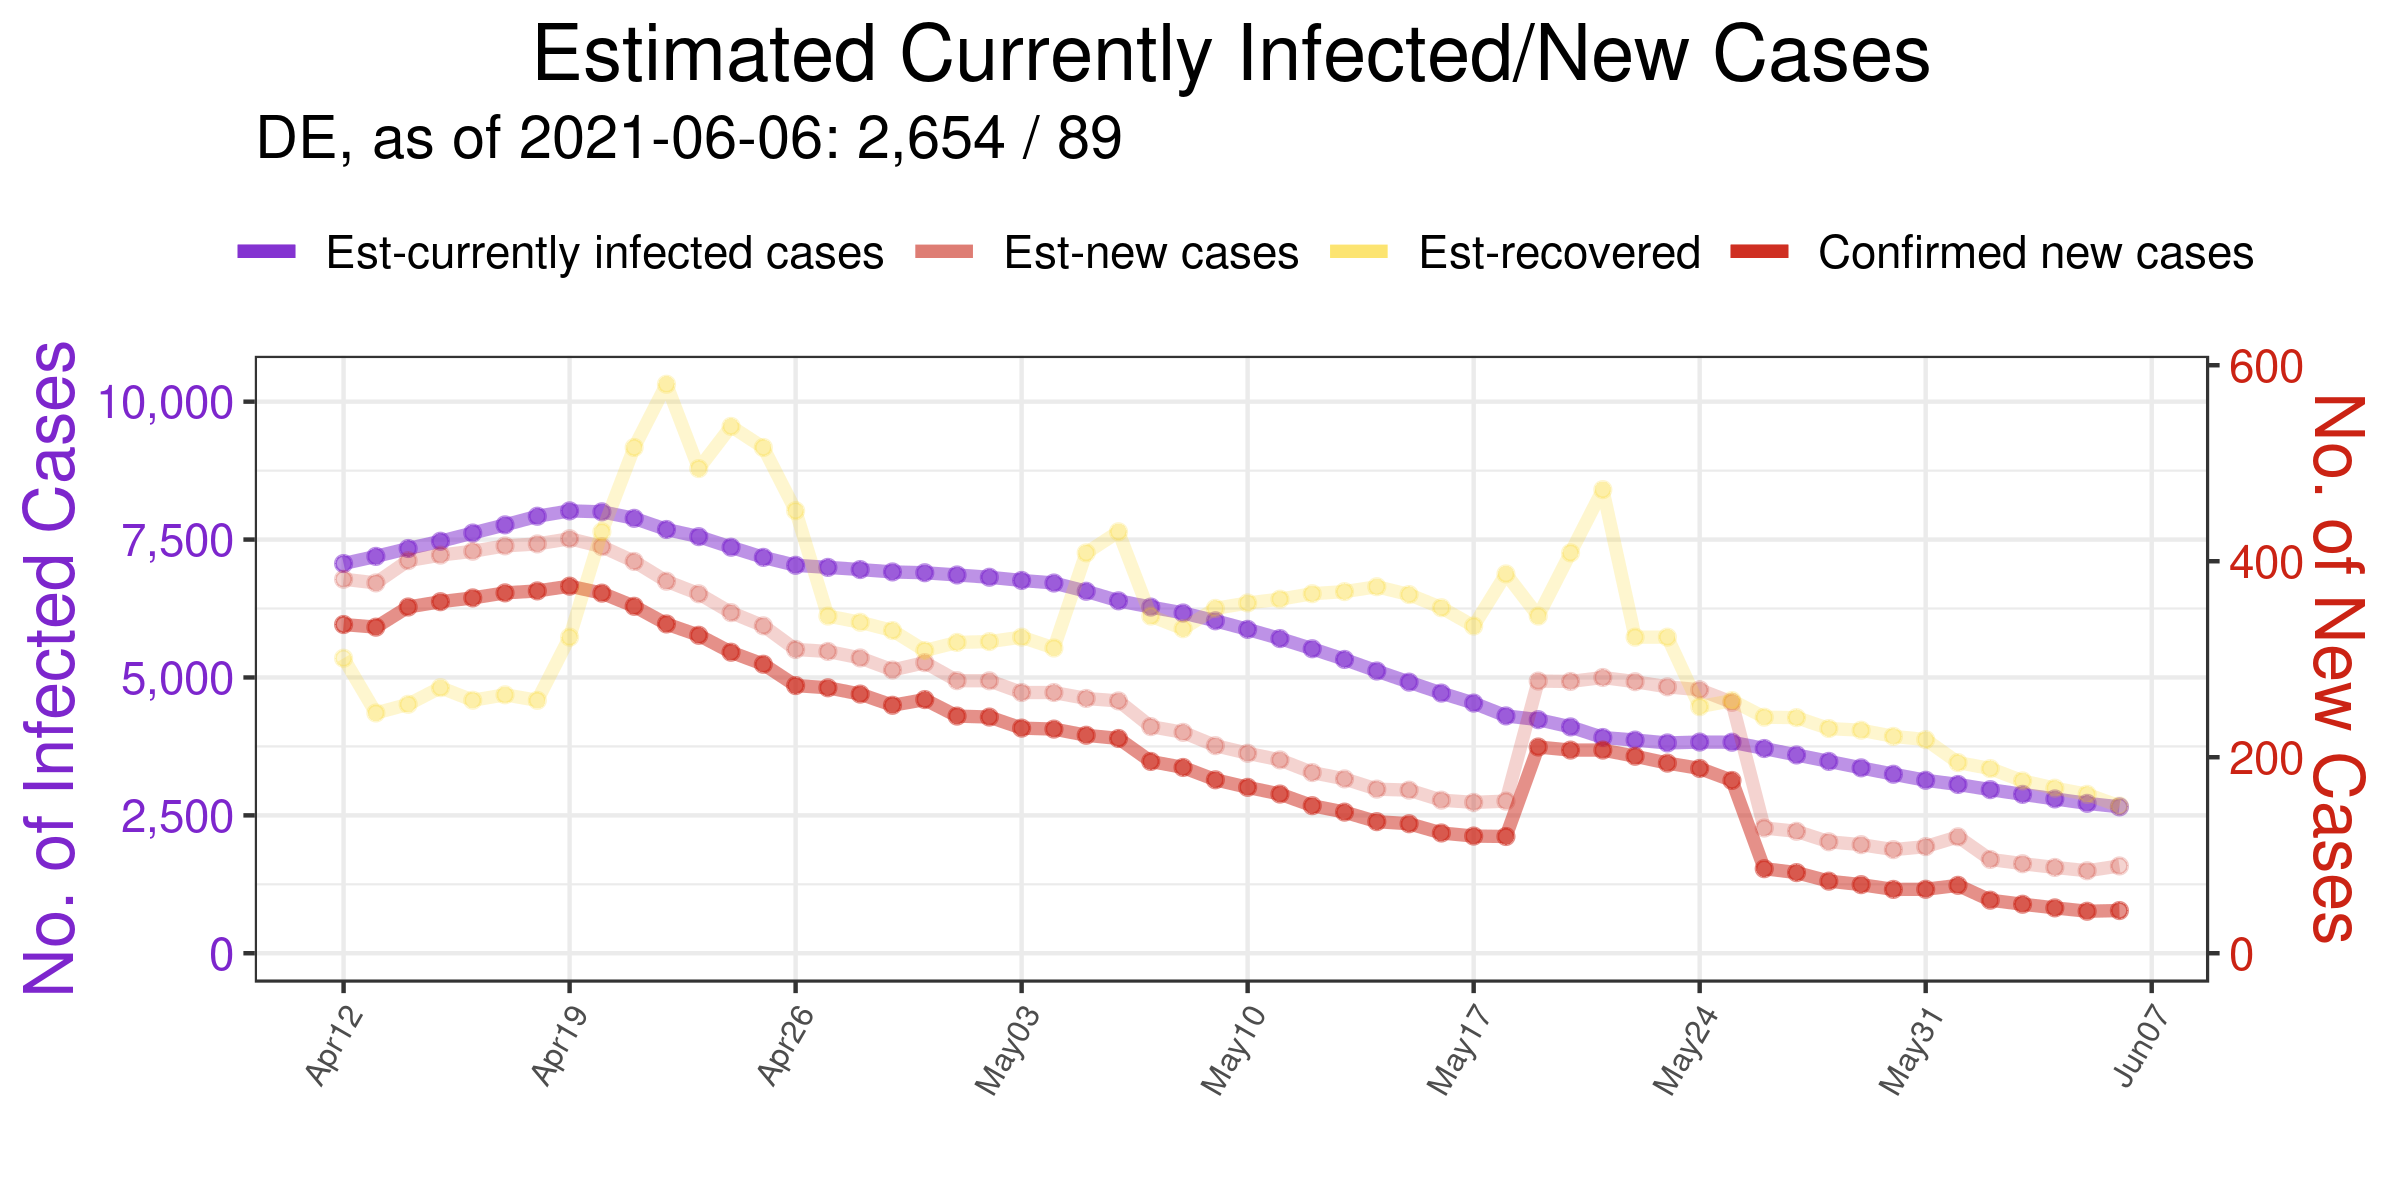 Estimated Currently Infected/New Cases
DE, as of 2021-06-06: 2,654 / 89
Est-currently infected cases Est-new cases Est-recovered Confirmed new cases
No. of Infected Cases
10,000
7,500
5,000
2,500
0
600
400
200
0
No. of New Cases
Apr12 Apr19 Apr26 May03 May10 May17 May24 May31 Jun07